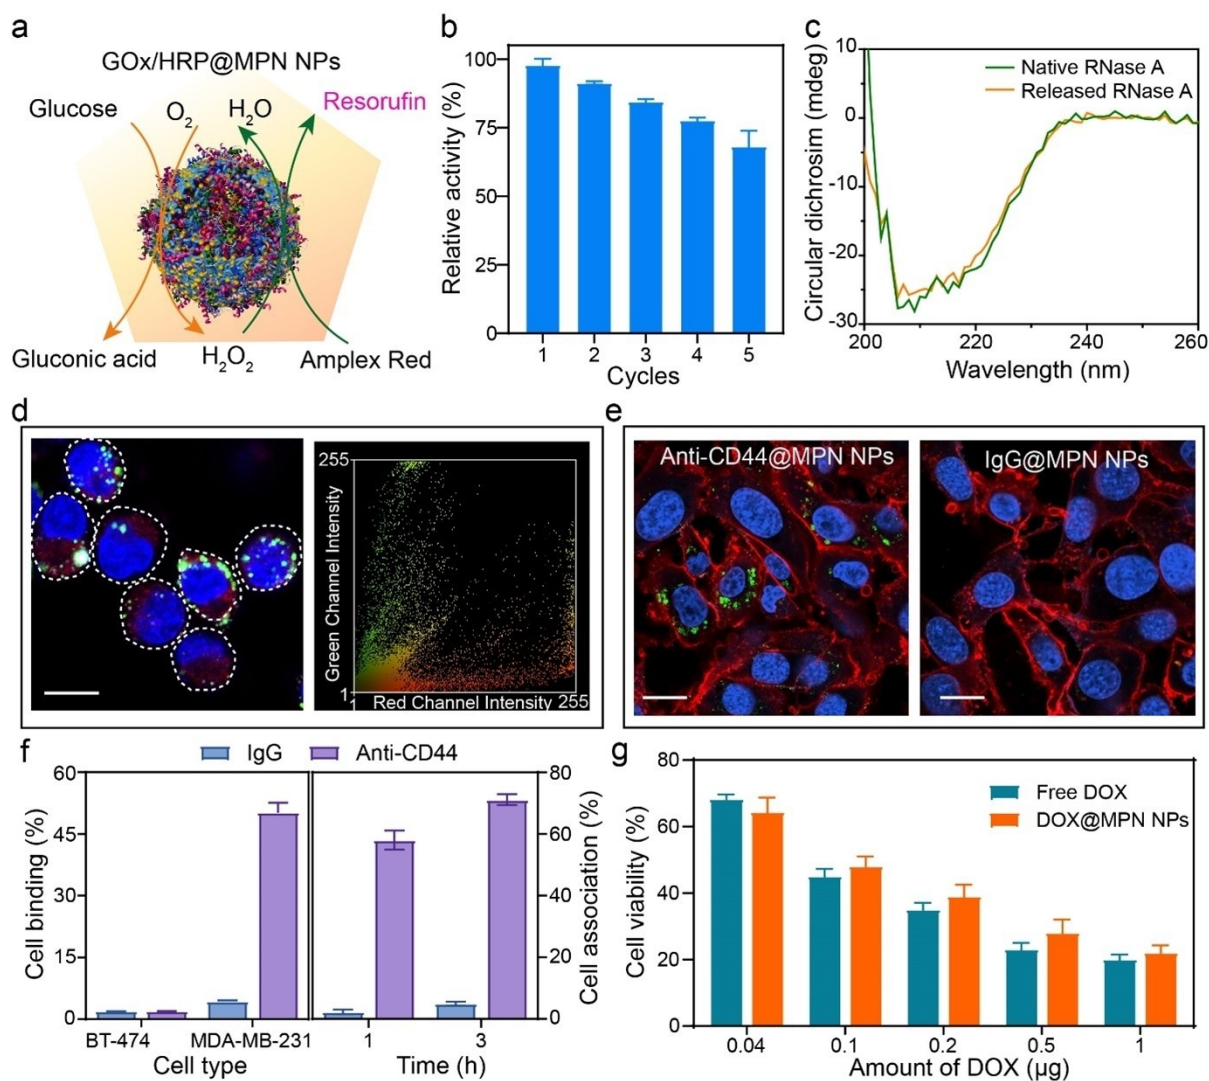 a
GOx/HRP@MPN NPs
Glucose
O2
H2O
Resorufin
Gluconic acid
H2O2
Amplex Red
b
Relative activity (%)
100
75
50
25
0
1 2 3 4 5
Cycles
c
Circular dichrosim (mdeg)
10
0
-10
-20
-30
Native RNase A
Released RNase A
200 220 240 260
Wavelength (nm)
d
255
Green Channel Intensity
1
1 Red Channel Intensity 255
e
Anti-CD44@MPN NPs
IgG@MPN NPs
f
IgG
Anti-CD44
Cell binding (%)
60
45
30
15
0
BT-474 MDA-MB-231
Cell type
80
60
40
20
0
Cell association (%)
1 3
Time (h)
g
Cell viability (%)
80
60
40
20
0
Free DOX
DOX@MPN NPs
0.04 0.1 0.2 0.5 1
Amount of DOX (μg)